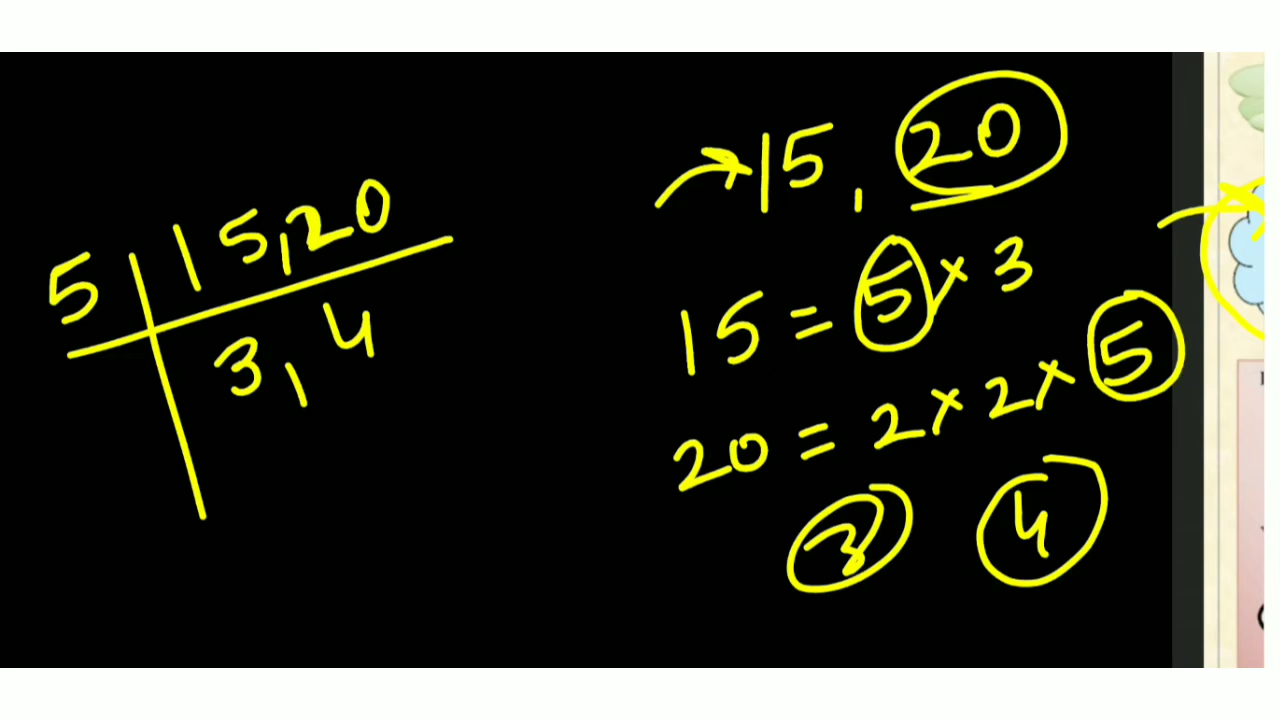 5 | 15,20
3, 4
→ 15, 20
15 = 5 × 3
20 = 2 × 2 × 5
3 4